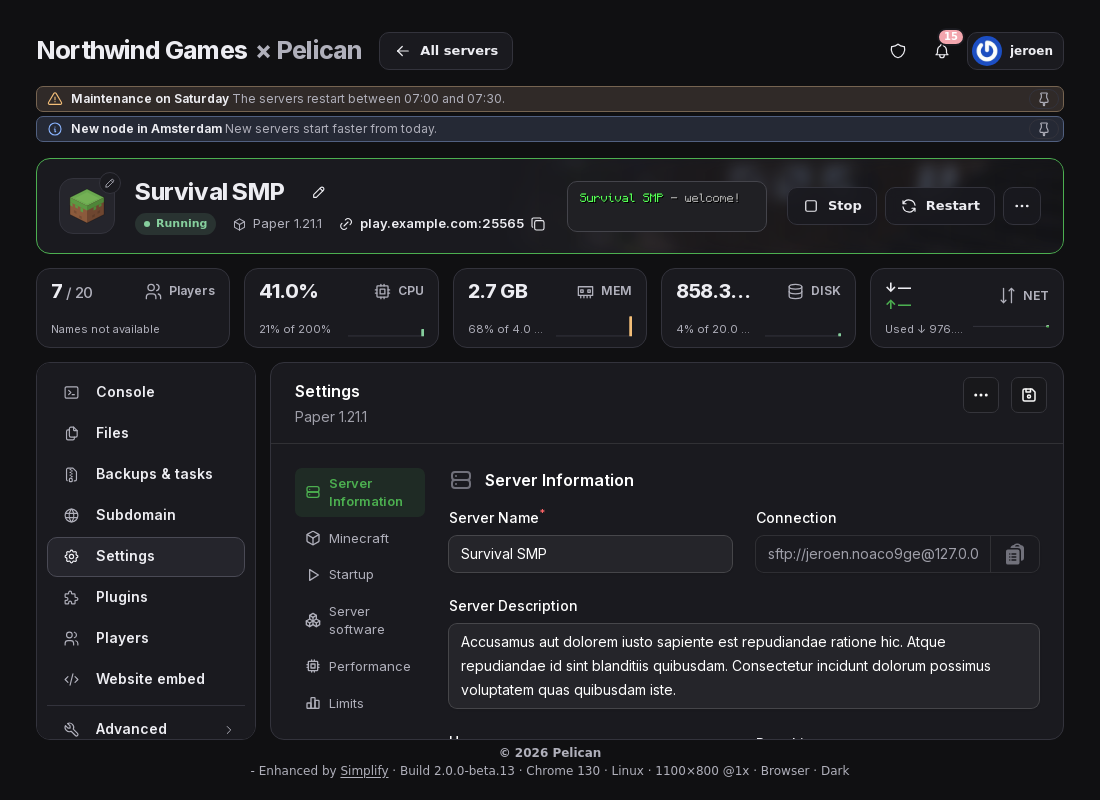 Northwind Games × Pelican
All servers
15
jeroen
Maintenance on Saturday The servers restart between 07:00 and 07:30.
New node in Amsterdam New servers start faster from today.
Survival SMP
Running
Paper 1.21.1
play.example.com:25565
Survival SMP — welcome!
Stop
Restart
7 / 20
Players
Names not available
41.0%
CPU
21% of 200%
2.7 GB
MEM
68% of 4.0 ...
858.3...
DISK
4% of 20.0 ...
↓—
↑—
NET
Used ↓ 976....
Console
Files
Backups & tasks
Subdomain
Settings
Plugins
Players
Website embed
Advanced
Settings
Paper 1.21.1
Server
Information
Minecraft
Startup
Server
software
Performance
Limits
Server Information
Server Name*
Survival SMP
Connection
sftp://jeroen.noaco9ge@127.0.0
Server Description
Accusamus aut dolorem iusto sapiente est repudiandae ratione hic. Atque
repudiandae id sint blanditiis quibusdam. Consectetur incidunt dolorum possimus
voluptatem quas quibusdam iste.
© 2026 Pelican
- Enhanced by Simplify · Build 2.0.0-beta.13 · Chrome 130 · Linux · 1100×800 @1x · Browser · Dark